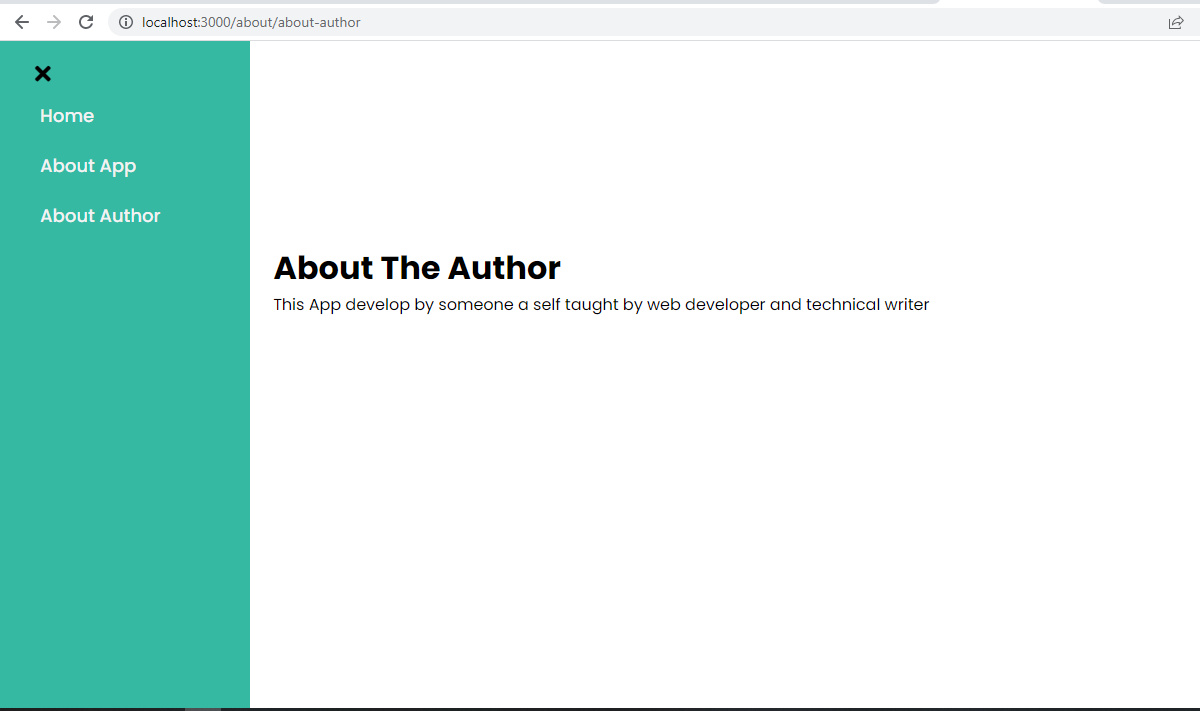 localhost:3000/about/about-author
Home
About App
About Author
About The Author
This App develop by someone a self taught by web developer and technical writer